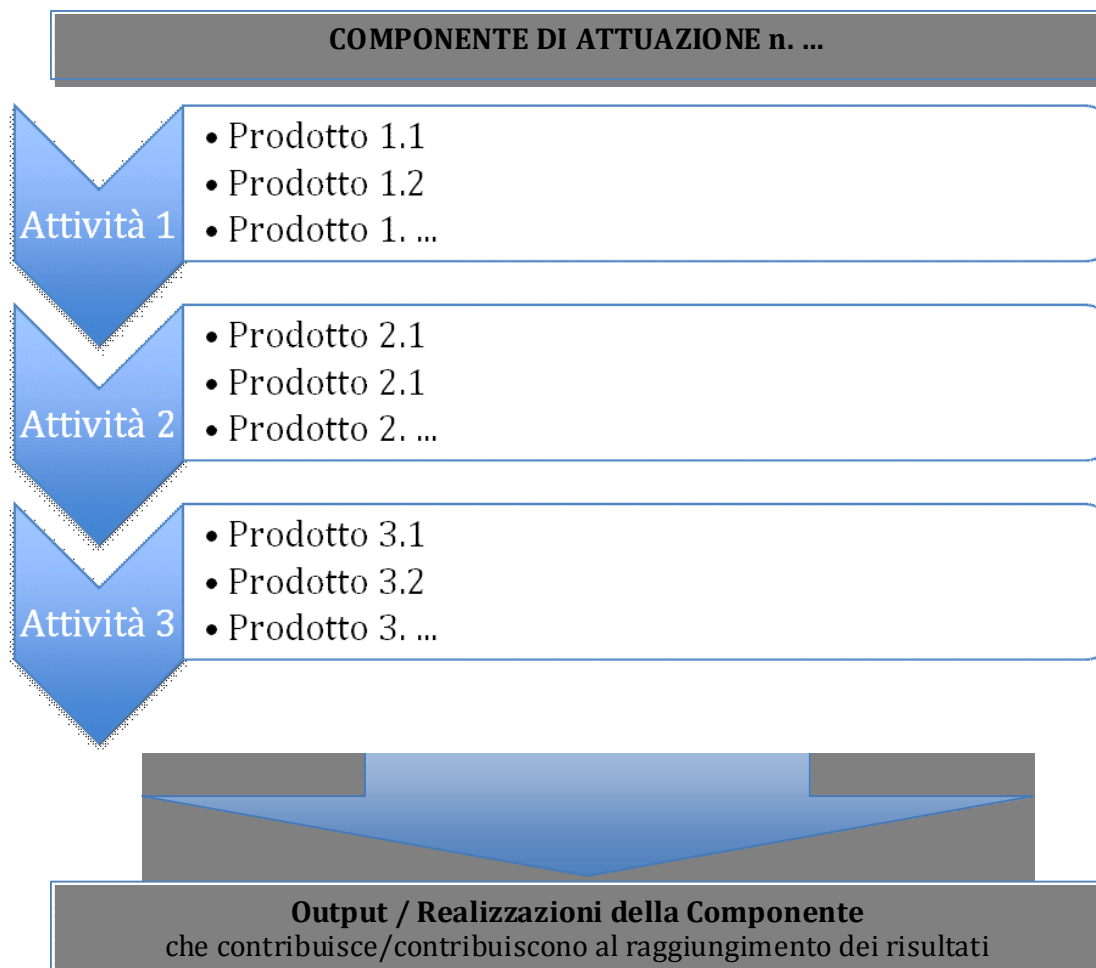 COMPONENTE DI ATTUAZIONE n. ...
Attività 1
• Prodotto 1.1
• Prodotto 1.2
• Prodotto 1. ...
Attività 2
• Prodotto 2.1
• Prodotto 2.1
• Prodotto 2. ...
Attività 3
• Prodotto 3.1
• Prodotto 3.2
• Prodotto 3. ...
Output / Realizzazioni della Componente
che contribuisce/contribuiscono al raggiungimento dei risultati